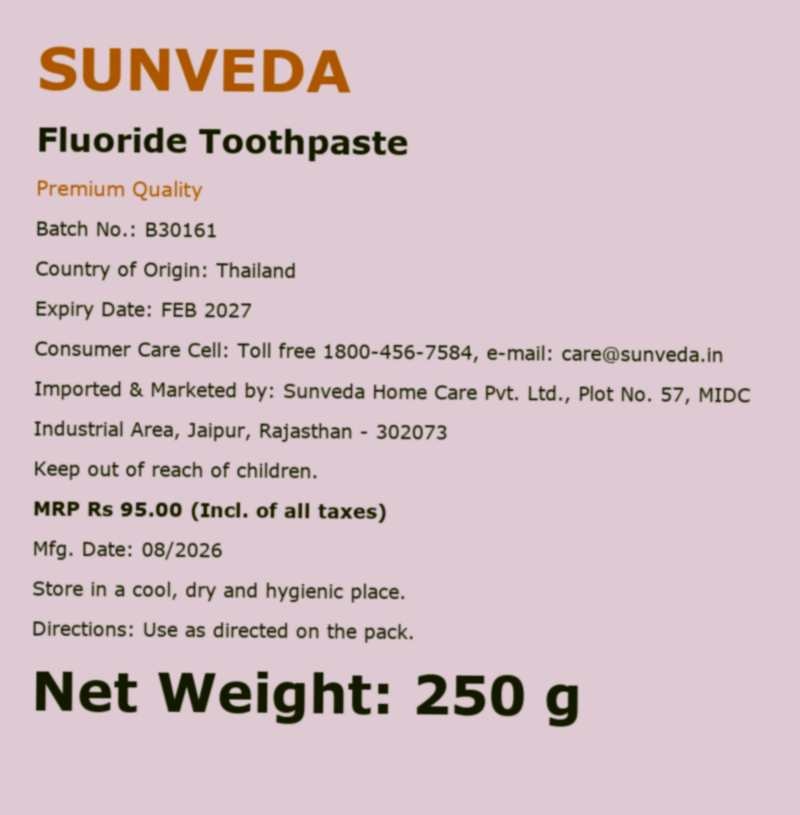 SUNVEDA
Fluoride Toothpaste
Premium Quality
Batch No.: B30161
Country of Origin: Thailand
Expiry Date: FEB 2027
Consumer Care Cell: Toll free 1800-456-7584, e-mail: care@sunveda.in
Imported & Marketed by: Sunveda Home Care Pvt. Ltd., Plot No. 57, MIDC
Industrial Area, Jaipur, Rajasthan - 302073
Keep out of reach of children.
MRP Rs 95.00 (Incl. of all taxes)
Mfg. Date: 08/2026
Store in a cool, dry and hygienic place.
Directions: Use as directed on the pack.
Net Weight: 250 g